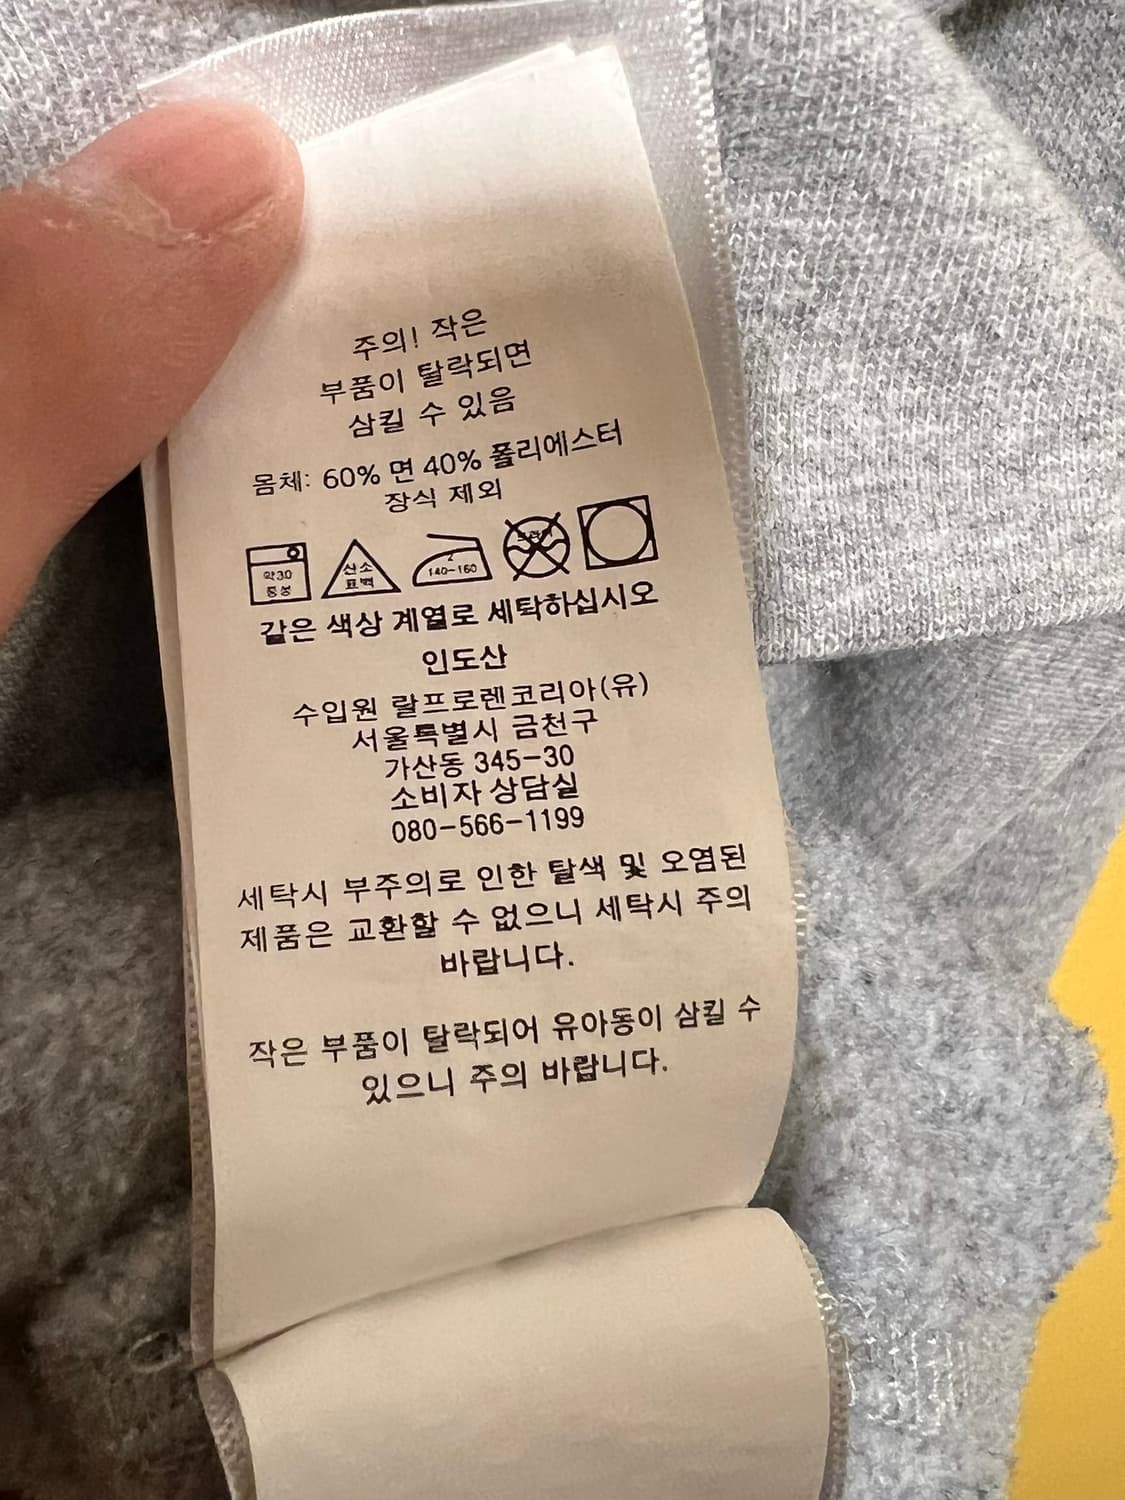 주의! 작은
부품이 탈락되면
삼킬 수 있음
몸체: 60% 면 40% 폴리에스터
장식 제외
약30
중성
산소
표백
2
140-160
같은 색상 계열로 세탁하십시오
인도산
수입원 랄프로렌코리아(유)
서울특별시 금천구
가산동 345-30
소비자 상담실
080-566-1199
세탁시 부주의로 인한 탈색 및 오염된
제품은 교환할 수 없으니 세탁시 주의
바랍니다.
작은 부품이 탈락되어 유아동이 삼킬 수
있으니 주의 바랍니다.